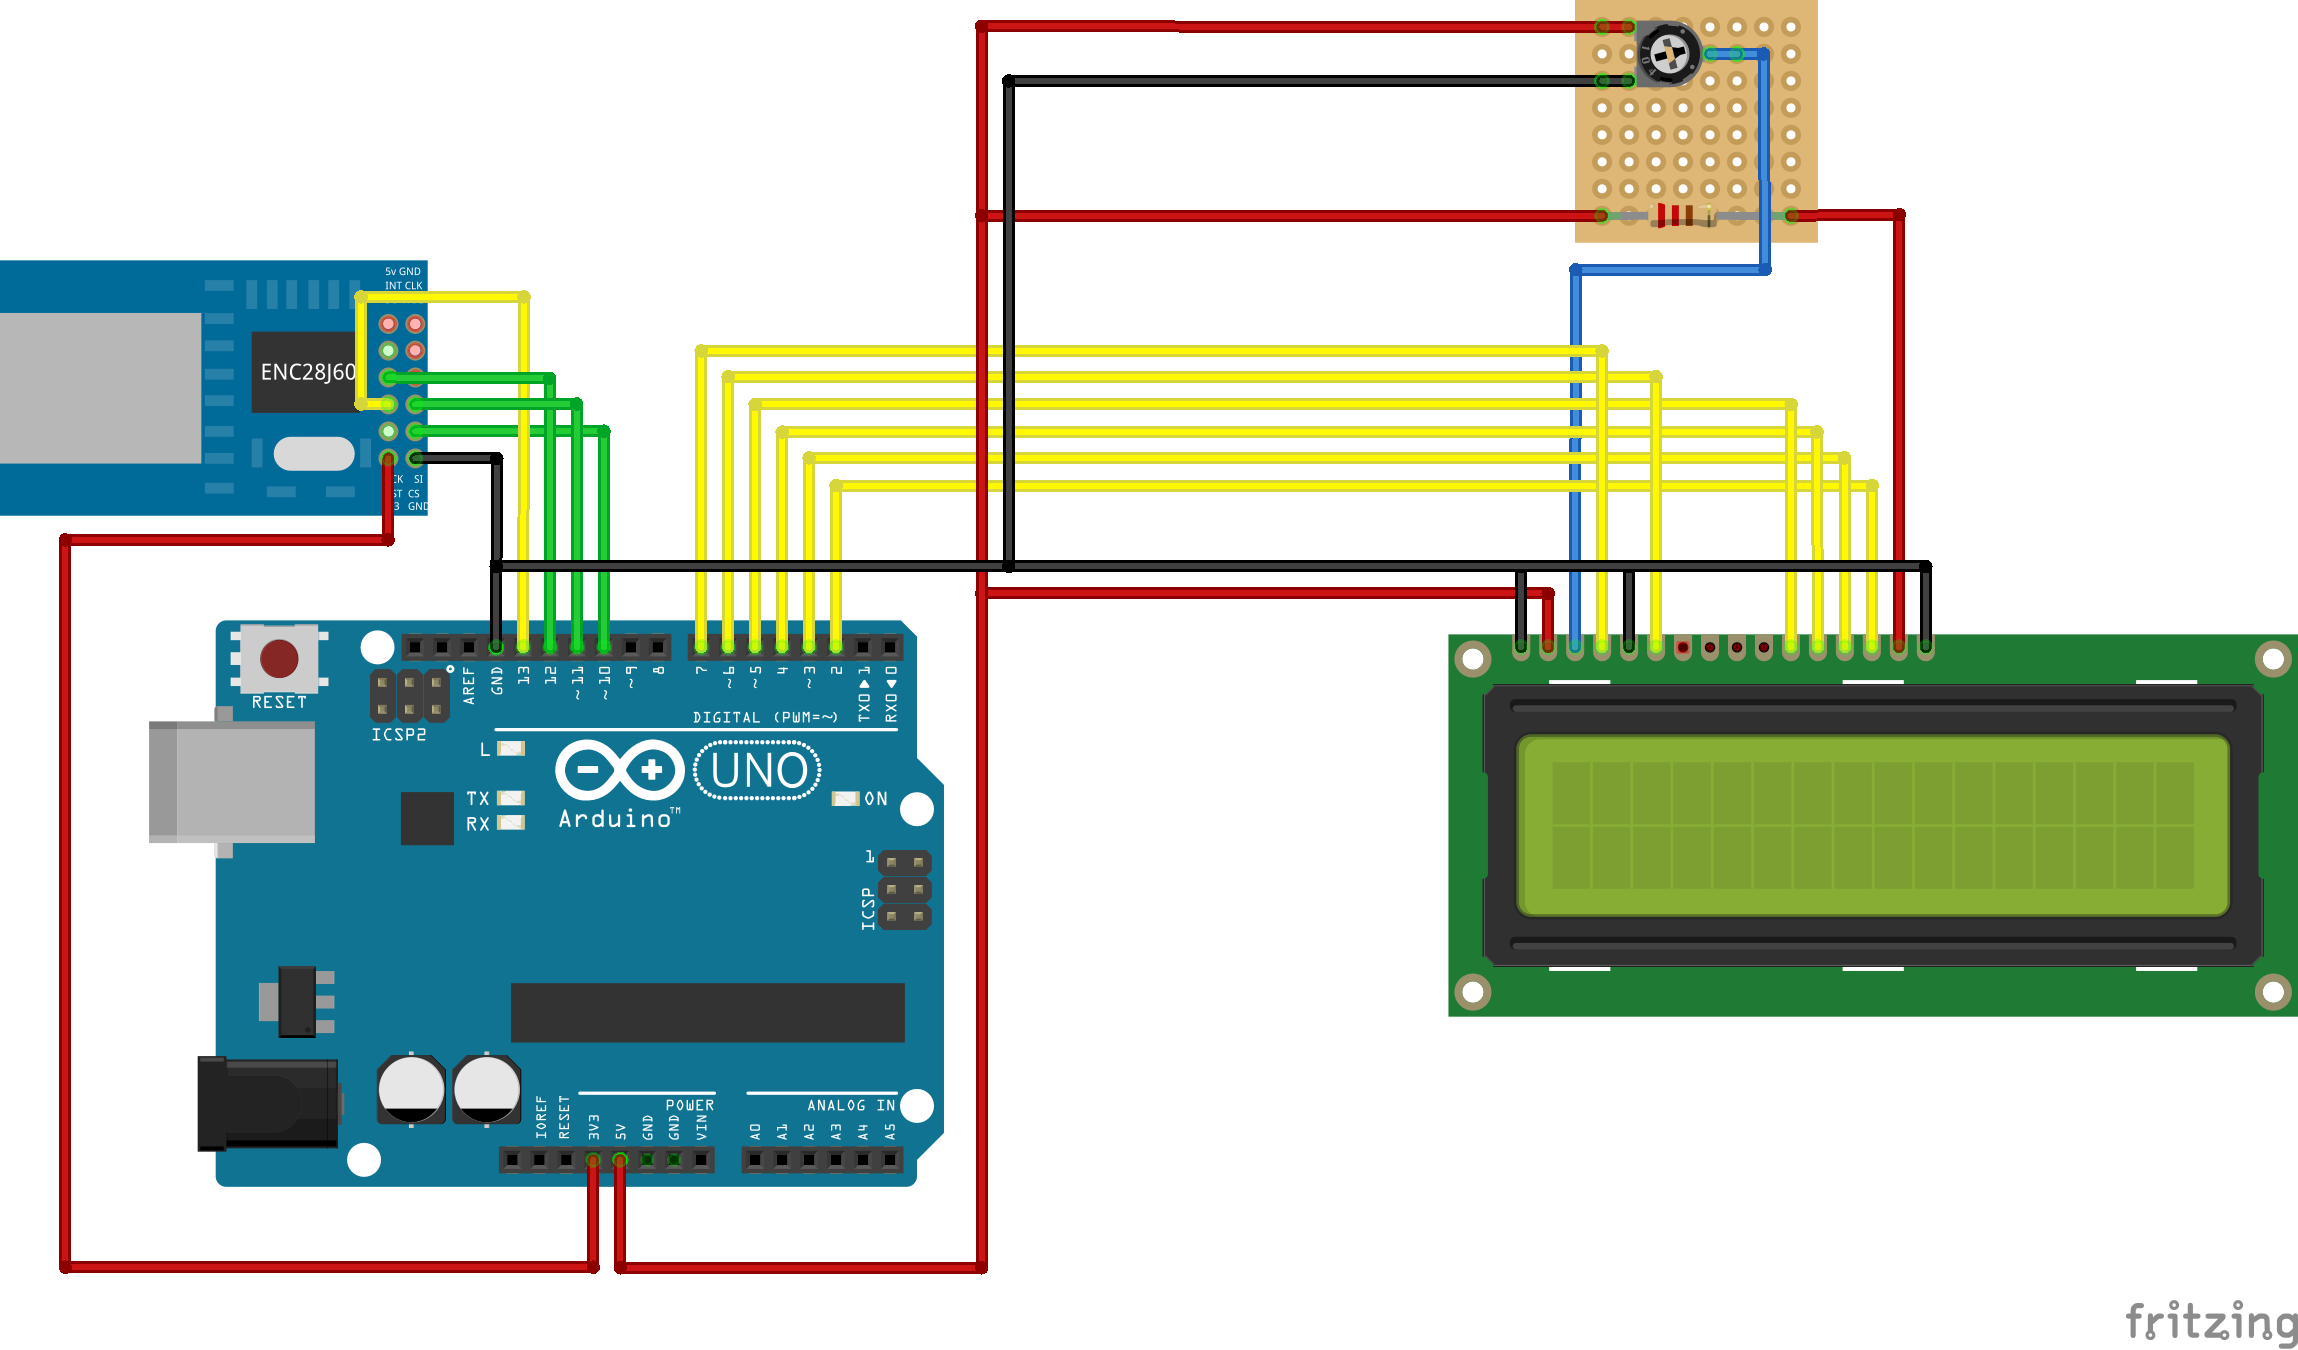 5v GND
INT CLK
ENC28J60
CK SI
ST CS
3 GND
RESET
ICSP2
AREF
GND
13
12
~11
~10
~9
8
7
~6
~5
4
~3
2
TX0▶1
RX0◀0
DIGITAL (PWM=~)
L
TX
RX
UNO
Arduino™
ON
1
ICSP
IOREF
RESET
3V3
5V
GND
GND
VIN
POWER
ANALOG IN
A0
A1
A2
A3
A4
A5
fritzing